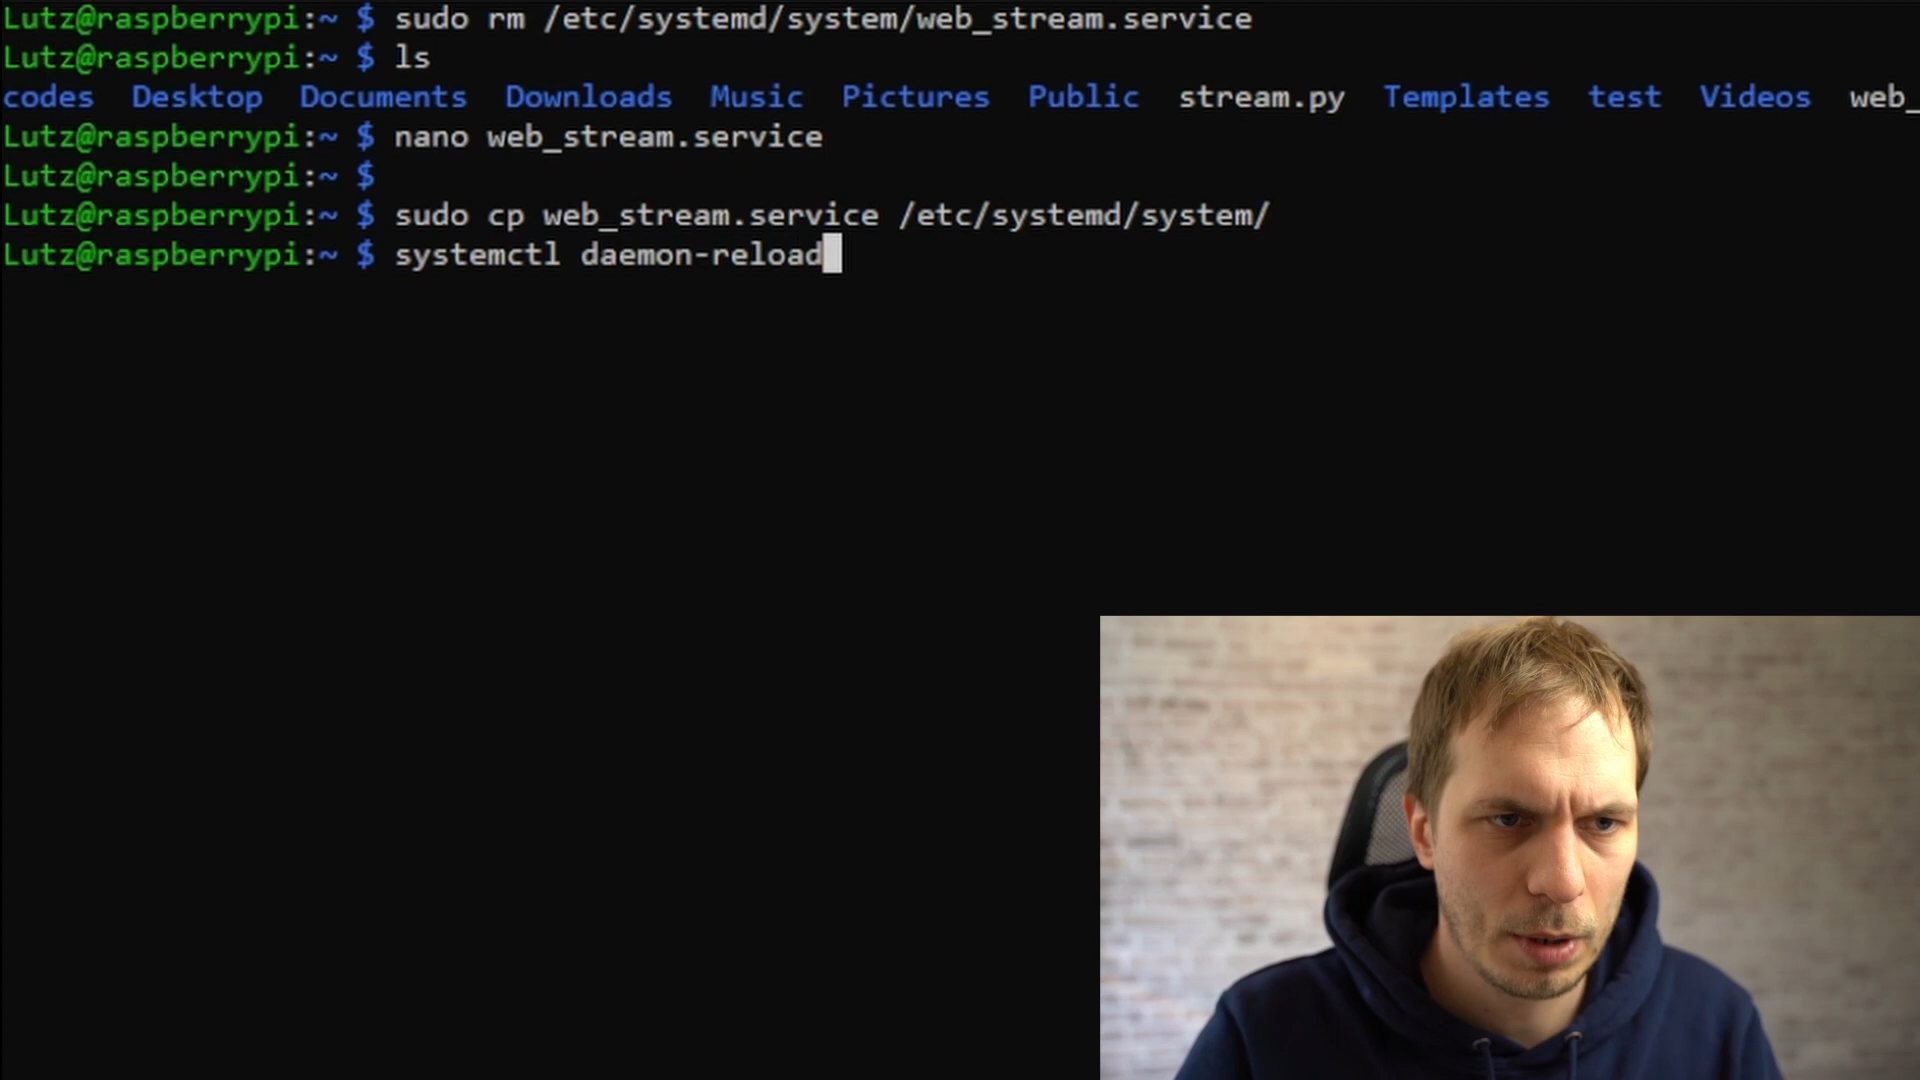 Lutz@raspberrypi:~ $ sudo rm /etc/systemd/system/web_stream.service
Lutz@raspberrypi:~ $ ls
codes Desktop Documents Downloads Music Pictures Public stream.py Templates test Videos web_
Lutz@raspberrypi:~ $ nano web_stream.service
Lutz@raspberrypi:~ $
Lutz@raspberrypi:~ $ sudo cp web_stream.service /etc/systemd/system/
Lutz@raspberrypi:~ $ systemctl daemon-reload